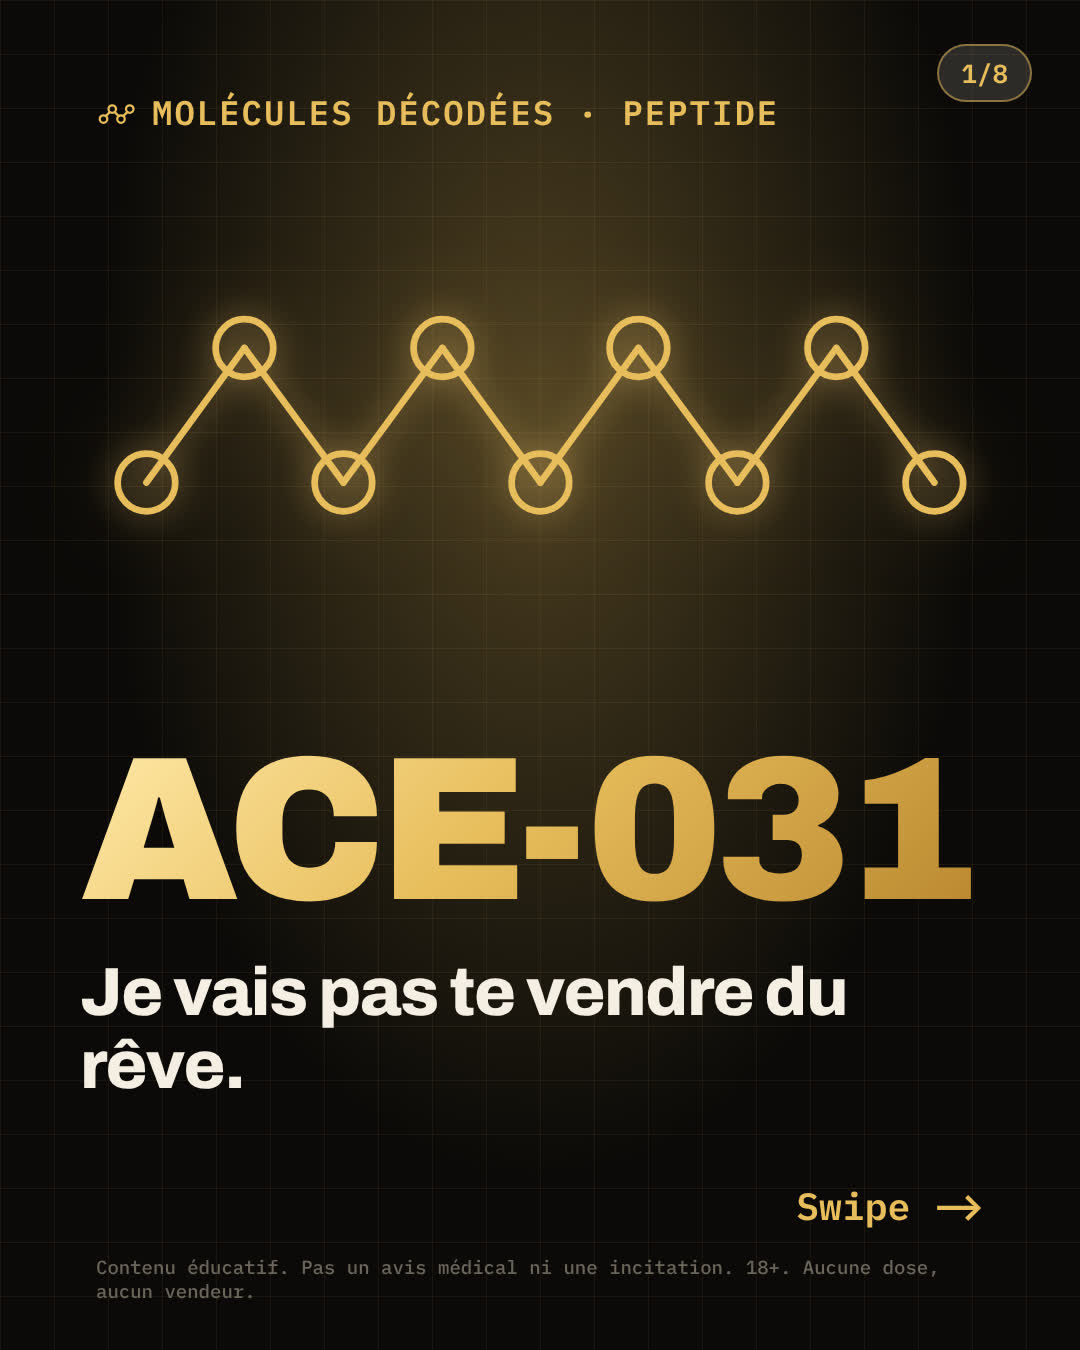 1/8
MOLÉCULES DÉCODÉES · PEPTIDE
ACE-031
Je vais pas te vendre du
rêve.
Swipe →
Contenu éducatif. Pas un avis médical ni une incitation. 18+. Aucune dose,
aucun vendeur.